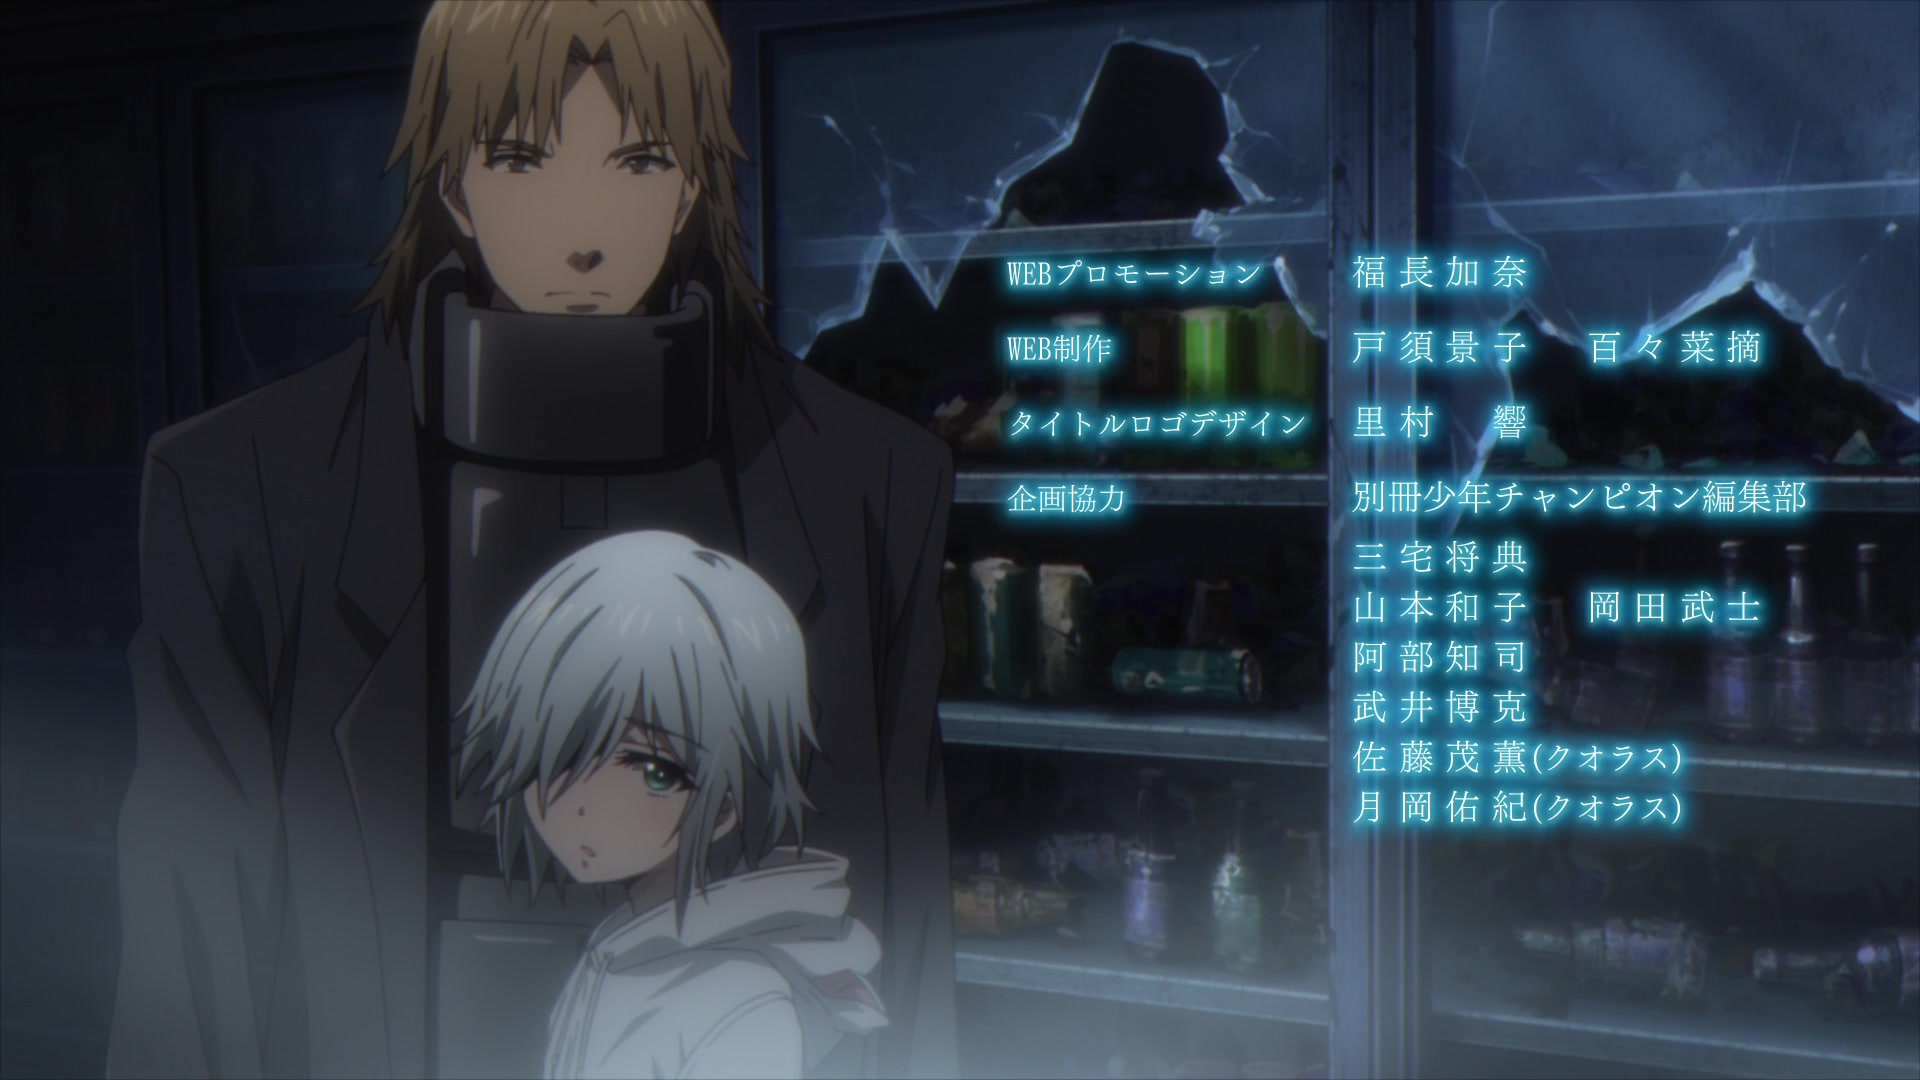 WEBプロモーション 福長加奈
WEB制作 戸須景子 百々菜摘
タイトルロゴデザイン 里村 響
企画協力 別冊少年チャンピオン編集部
三宅将典
山本和子 岡田武士
阿部知司
武井博克
佐藤茂薫(クオラス)
月岡佑紀(クオラス)